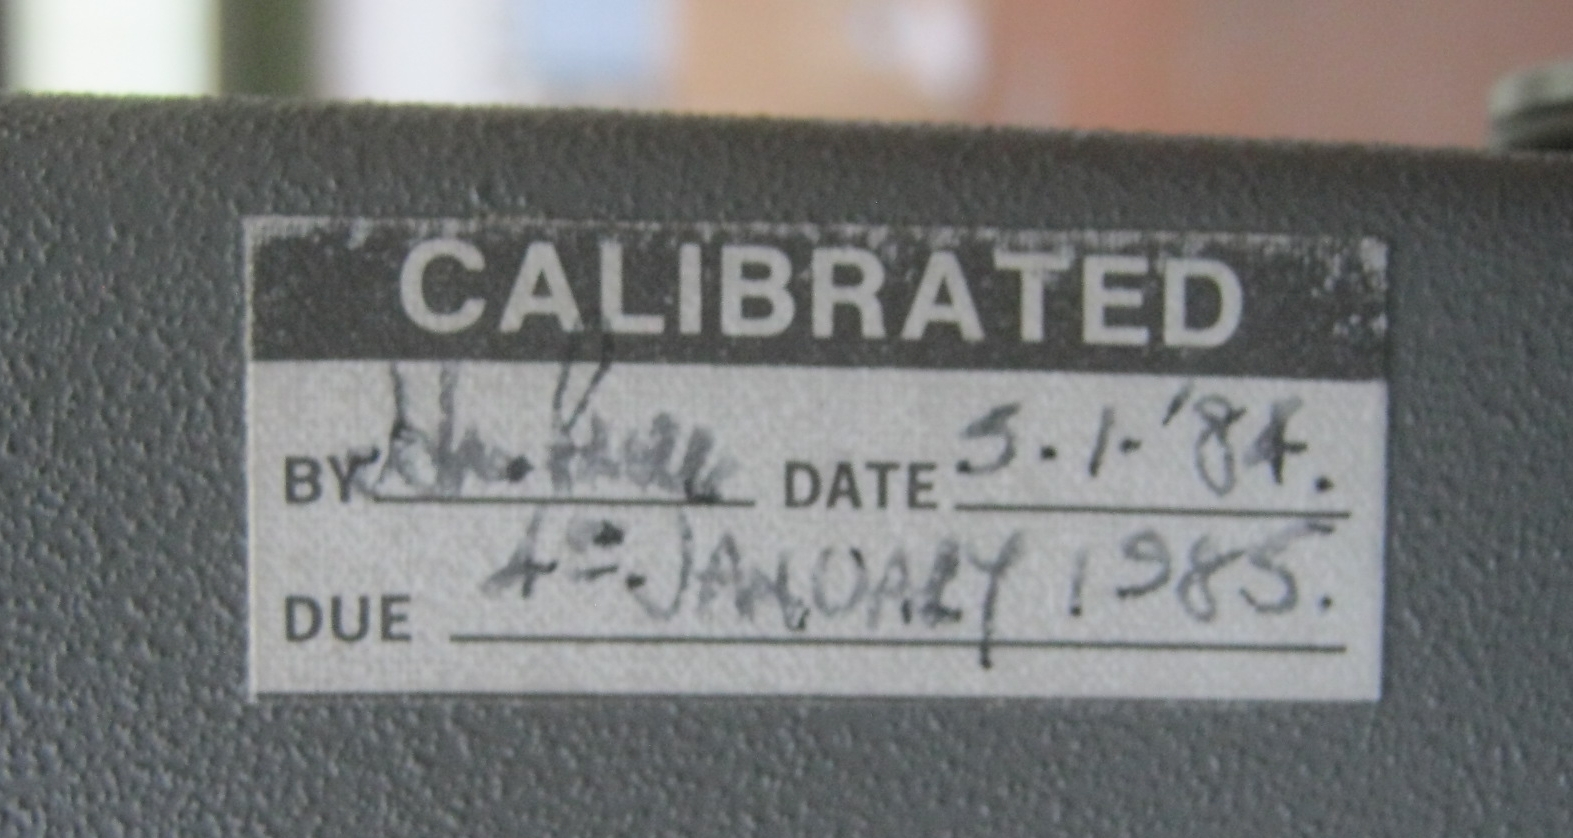 CALIBRATED
BY DATE 5.1.'84.
DUE 4TH. JANUARY 1985.